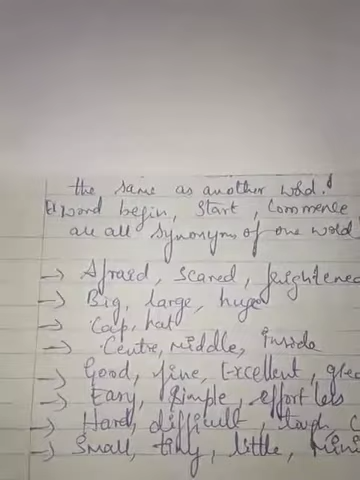 the same as another word.
word begin, start, commence
are all synonyms of one word
→ Afraid, scared, frightened
→ Big, large, huge
→ Cap, hat
→ Centre, middle, inside
→ Good, fine, Excellent,
→ Easy, simple, effortless
→ Hard, difficult, tough,
→ Small, tiny, little,